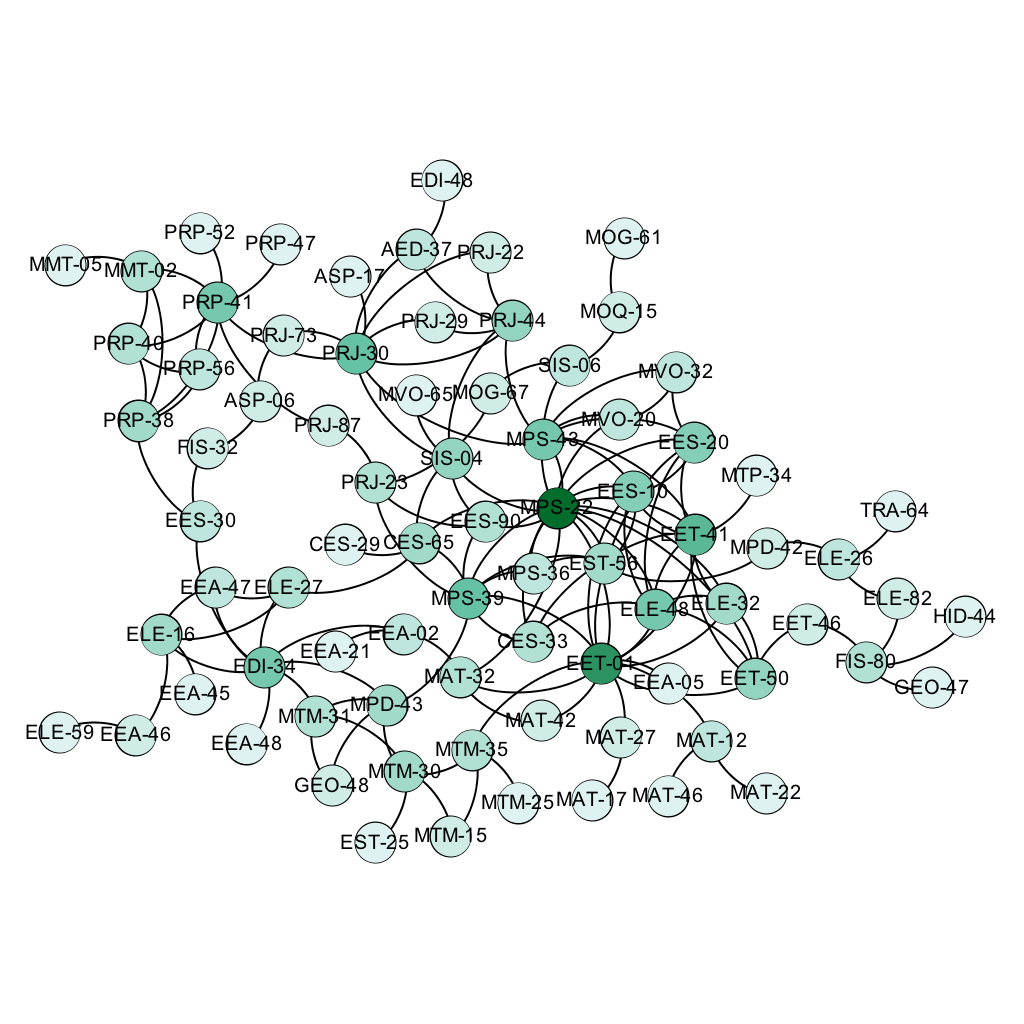 EDI-48
PRP-52
PRP-47
MOG-61
AED-37
PRJ-22
MMT-05
MMT-02
ASP-17
PRP-41
MOQ-15
PRJ-29
PRJ-44
PRJ-73
PRP-40
PRJ-30
SIS-06
PRP-56
MVO-32
MVO-65
MOG-67
ASP-06
PRP-38
PRJ-87
MVO-20
MPS-43
EES-20
FIS-32
SIS-04
MTP-34
PRJ-23
EES-10
MPS-22
TRA-64
EES-30
EES-90
EET-41
CES-29
CES-65
MPD-42
ELE-26
EST-56
MPS-36
EEA-47
ELE-27
MPS-39
ELE-82
ELE-48
ELE-32
HID-44
EET-46
ELE-16
EEA-02
CES-33
EEA-21
EDI-34
EET-01
FIS-80
MAT-32
EEA-05
EET-50
GEO-47
EEA-45
MPD-43
MTM-31
MAT-42
ELE-59
EEA-46
EEA-48
MAT-27
MAT-12
MTM-35
MTM-30
GEO-48
MTM-25
MAT-17
MAT-46
MAT-22
EST-25
MTM-15